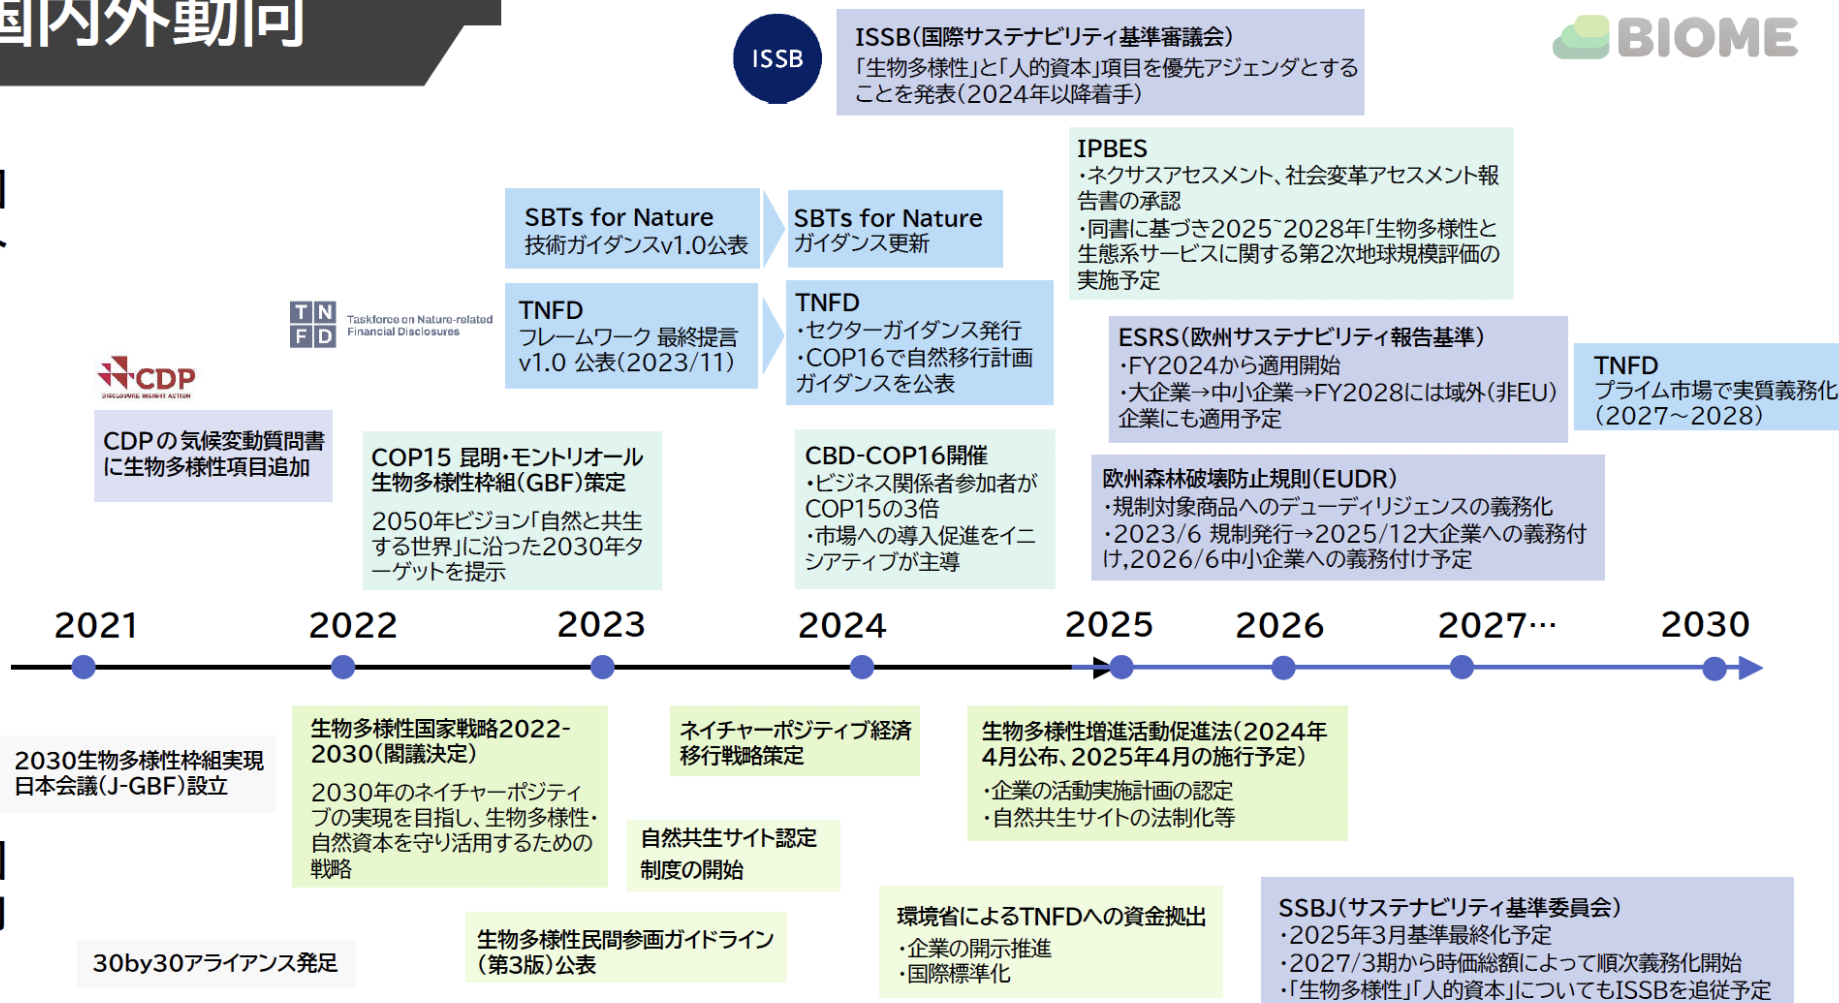 国内外動向
BIOME
ISSB
ISSB(国際サステナビリティ基準審議会)
「生物多様性」と「人的資本」項目を優先アジェンダとする
ことを発表(2024年以降着手)
IPBES
・ネクサスアセスメント、社会変革アセスメント報
告書の承認
・同書に基づき2025~2028年「生物多様性と
生態系サービスに関する第2次地球規模評価の
実施予定
SBTs for Nature
技術ガイダンスv1.0公表
SBTs for Nature
ガイダンス更新
TNFD
Taskforce on Nature-related
Financial Disclosures
TNFD
フレームワーク 最終提言
v1.0 公表(2023/11)
TNFD
・セクターガイダンス発行
・COP16で自然移行計画
ガイダンスを公表
ESRS(欧州サステナビリティ報告基準)
・FY2024から適用開始
・大企業→中小企業→FY2028には域外(非EU)
企業にも適用予定
TNFD
プライム市場で実質義務化
(2027～2028)
CDP
DISCLOSURE INSIGHT ACTION
CDPの気候変動質問書
に生物多様性項目追加
COP15 昆明・モントリオール
生物多様性枠組(GBF)策定
2050年ビジョン「自然と共生
する世界」に沿った2030年タ
ーゲットを提示
CBD-COP16開催
・ビジネス関係者参加者が
COP15の3倍
・市場への導入促進をイニ
シアティブが主導
欧州森林破壊防止規則(EUDR)
・規制対象商品へのデューディリジェンスの義務化
・2023/6 規制発行→2025/12大企業への義務付
け,2026/6中小企業への義務付け予定
2021
2022
2023
2024
2025
2026
2027…
2030
2030生物多様性枠組実現
日本会議(J-GBF)設立
生物多様性国家戦略2022-
2030(閣議決定)
2030年のネイチャーポジティ
ブの実現を目指し、生物多様性・
自然資本を守り活用するための
戦略
ネイチャーポジティブ経済
移行戦略策定
生物多様性増進活動促進法(2024年
4月公布、2025年4月の施行予定)
・企業の活動実施計画の認定
・自然共生サイトの法制化等
自然共生サイト認定
制度の開始
30by30アライアンス発足
生物多様性民間参画ガイドライン
(第3版)公表
環境省によるTNFDへの資金拠出
・企業の開示推進
・国際標準化
SSBJ(サステナビリティ基準委員会)
・2025年3月基準最終化予定
・2027/3期から時価総額によって順次義務化開始
・「生物多様性」「人的資本」についてもISSBを追従予定